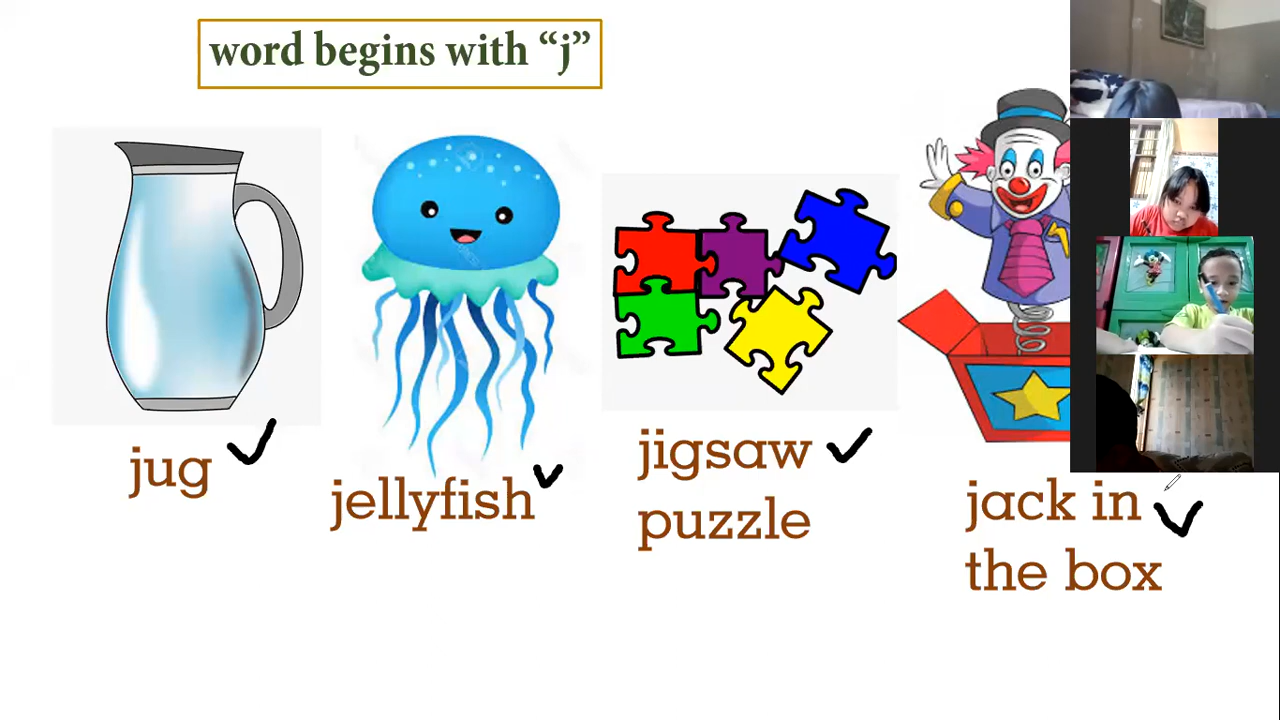 word begins with “j”
jug
jellyfish
jigsaw
puzzle
jack in
the box